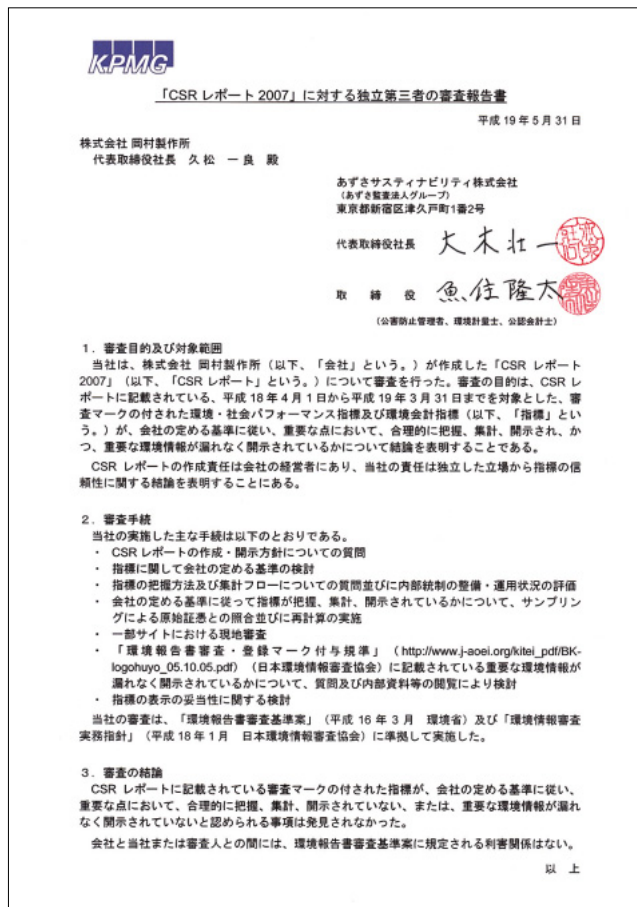 KPMG
「CSR レポート 2007」に対する独立第三者の審査報告書
平成 19 年 5 月 31 日
株式会社 岡村製作所
代表取締役社長 久松 一良 殿
あずさサスティナビリティ株式会社
(あずさ監査法人グループ)
東京都新宿区津久戸町1番2号
代表取締役社長 大木壮一
取締役 魚住隆太
(公害防止管理者、環境計量士、公認会計士)
1．審査目的及び対象範囲
当社は、株式会社 岡村製作所（以下、「会社」という。）が作成した「CSR レポート
2007」（以下、「CSR レポート」という。）について審査を行った。審査の目的は、CSR レ
ポートに記載されている、平成 18 年 4 月 1 日から平成 19 年 3 月 31 日までを対象とした、審
査マークの付された環境・社会パフォーマンス指標及び環境会計指標（以下、「指標」とい
う。）が、会社の定める基準に従い、重要な点において、合理的に把握、集計、開示され、か
つ、重要な環境情報が漏れなく開示されているかについて結論を表明することである。
CSR レポートの作成責任は会社の経営者にあり、当社の責任は独立した立場から指標の信
頼性に関する結論を表明することにある。
2．審査手続
当社の実施した主な手続は以下のとおりである。
・ CSR レポートの作成・開示方針についての質問
・ 指標に関して会社の定める基準の検討
・ 指標の把握方法及び集計フローについての質問並びに内部統制の整備・運用状況の評価
・ 会社の定める基準に従って指標が把握、集計、開示されているかについて、サンプリン
グによる原始証憑との照合並びに再計算の実施
・ 一部サイトにおける現地審査
・ 「環境報告書審査・登録マーク付与規準」（http://www.j-aoei.org/kitei_pdf/BK-
logohuyo_05.10.05.pdf）（日本環境情報審査協会）に記載されている重要な環境情報が
漏れなく開示されているかについて、質問及び内部資料等の閲覧により検討
・ 指標の表示の妥当性に関する検討
当社の審査は、「環境報告書審査基準案」（平成 16 年 3 月 環境省）及び「環境情報審査
実務指針」（平成 18 年 1 月 日本環境情報審査協会）に準拠して実施した。
3．審査の結論
CSR レポートに記載されている審査マークの付された指標が、会社の定める基準に従い、
重要な点において、合理的に把握、集計、開示されていない、または、重要な環境情報が漏れ
なく開示されていないと認められる事項は発見されなかった。
会社と当社または審査人との間には、環境報告書審査基準案に規定される利害関係はない。
以 上